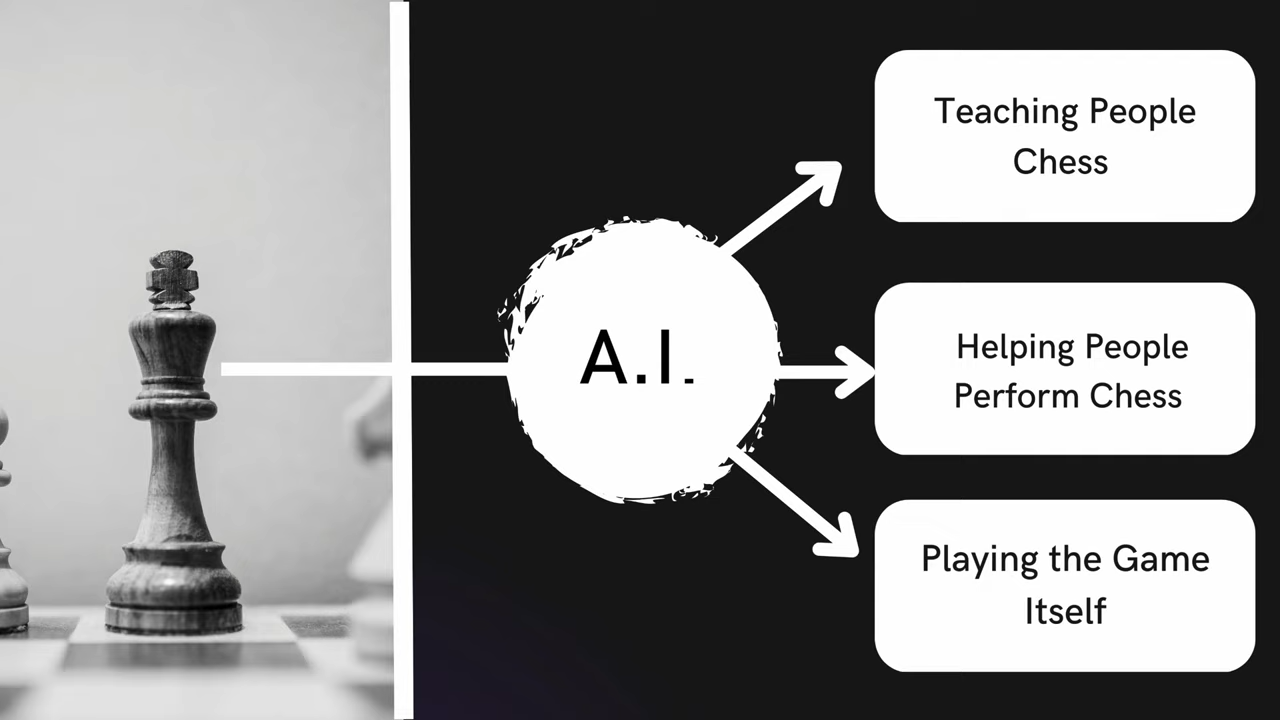 A.I.
Teaching People
Chess
Helping People
Perform Chess
Playing the Game
Itself